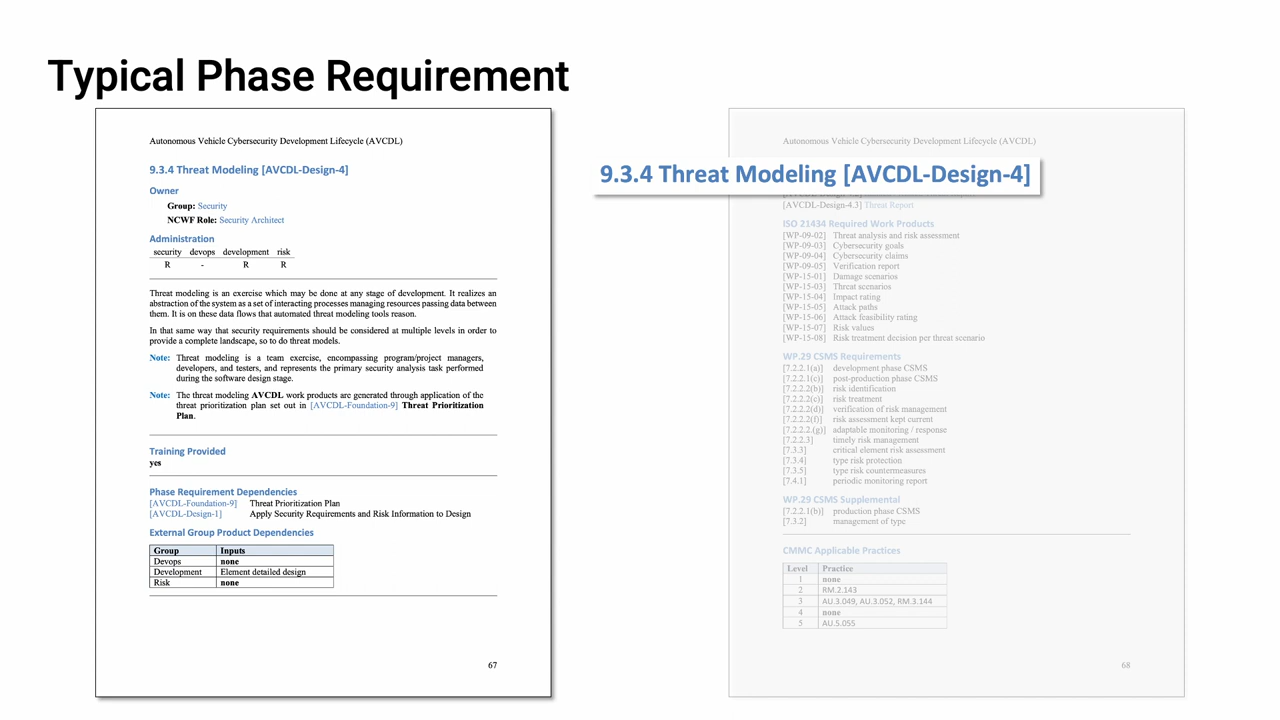 Typical Phase Requirement
Autonomous Vehicle Cybersecurity Development Lifecycle (AVCDL)
9.3.4 Threat Modeling [AVCDL-Design-4]
Owner
Group: Security
NCWF Role: Security Architect
Administration
security devops development risk
R - R R
Threat modeling is an exercise which may be done at any stage of development. It realizes an
abstraction of the system as a set of interacting processes managing resources passing data between
them. It is on these data flows that automated threat modeling tools reason.
In that same way that security requirements should be considered at multiple levels in order to
provide a complete landscape, so to do threat models.
Note: Threat modeling is a team exercise, encompassing program/project managers,
developers, and testers, and represents the primary security analysis task performed
during the software design stage.
Note: The threat modeling AVCDL work products are generated through application of the
threat prioritization plan set out in [AVCDL-Foundation-9] Threat Prioritization
Plan.
Training Provided
yes
Phase Requirement Dependencies
[AVCDL-Foundation-9] Threat Prioritization Plan
[AVCDL-Design-1] Apply Security Requirements and Risk Information to Design
External Group Product Dependencies
Group Inputs
Devops none
Development Element detailed design
Risk none
67
Autonomous Vehicle Cybersecurity Development Lifecycle (AVCDL)
9.3.4 Threat Modeling [AVCDL-Design-4]
[AVCDL-Design-4.3] Threat Report
ISO 21434 Required Work Products
[WP-09-02] Threat analysis and risk assessment
[WP-09-03] Cybersecurity goals
[WP-09-04] Cybersecurity claims
[WP-09-05] Verification report
[WP-15-01] Damage scenarios
[WP-15-03] Threat scenarios
[WP-15-04] Impact rating
[WP-15-05] Attack paths
[WP-15-06] Attack feasibility rating
[WP-15-07] Risk values
[WP-15-08] Risk treatment decision per threat scenario
WP.29 CSMS Requirements
[7.2.2.1(a)] development phase CSMS
[7.2.2.1(c)] post-production phase CSMS
[7.2.2.2(b)] risk identification
[7.2.2.2(c)] risk treatment
[7.2.2.2(d)] verification of risk management
[7.2.2.2(f)] risk assessment kept current
[7.2.2.2.(g)] adaptable monitoring / response
[7.2.2.3] timely risk management
[7.3.3] critical element risk assessment
[7.3.4] type risk protection
[7.3.5] type risk countermeasures
[7.4.1] periodic monitoring report
WP.29 CSMS Supplemental
[7.2.2.1(b)] production phase CSMS
[7.3.2] management of type
CMMC Applicable Practices
Level Practice
1 none
2 RM.2.143
3 AU.3.049, AU.3.052, RM.3.144
4 none
5 AU.5.055
68